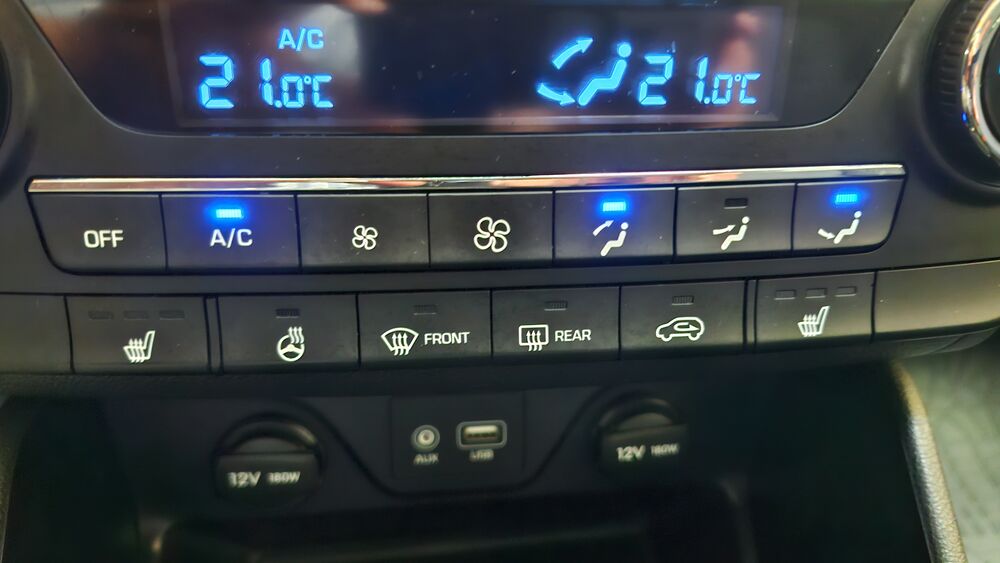 A/C
21.0°C 21.0°C
OFF A/C
FRONT REAR
AUX USB
12V 180W 12V 180W